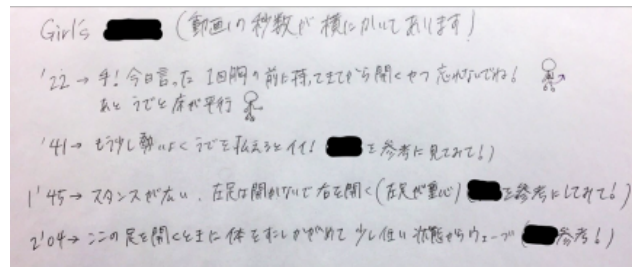 Girl's (動画の秒数が横にかいてあります)
'22→手!今日言った1回胸の前に持ってきてから開くやつ忘れないでね!
あとうでと床が平行
'41→もう少し勢いよくうでを払えるとイイ!を参考に見てみて!)
1'45→スタンスが広い、左足は開かないで右を開く(左足が重心)を参考にしてみて!)
2'04→ここの足を開くときに体をすこしかがめて少し低い状態からウェーブ(参考!)